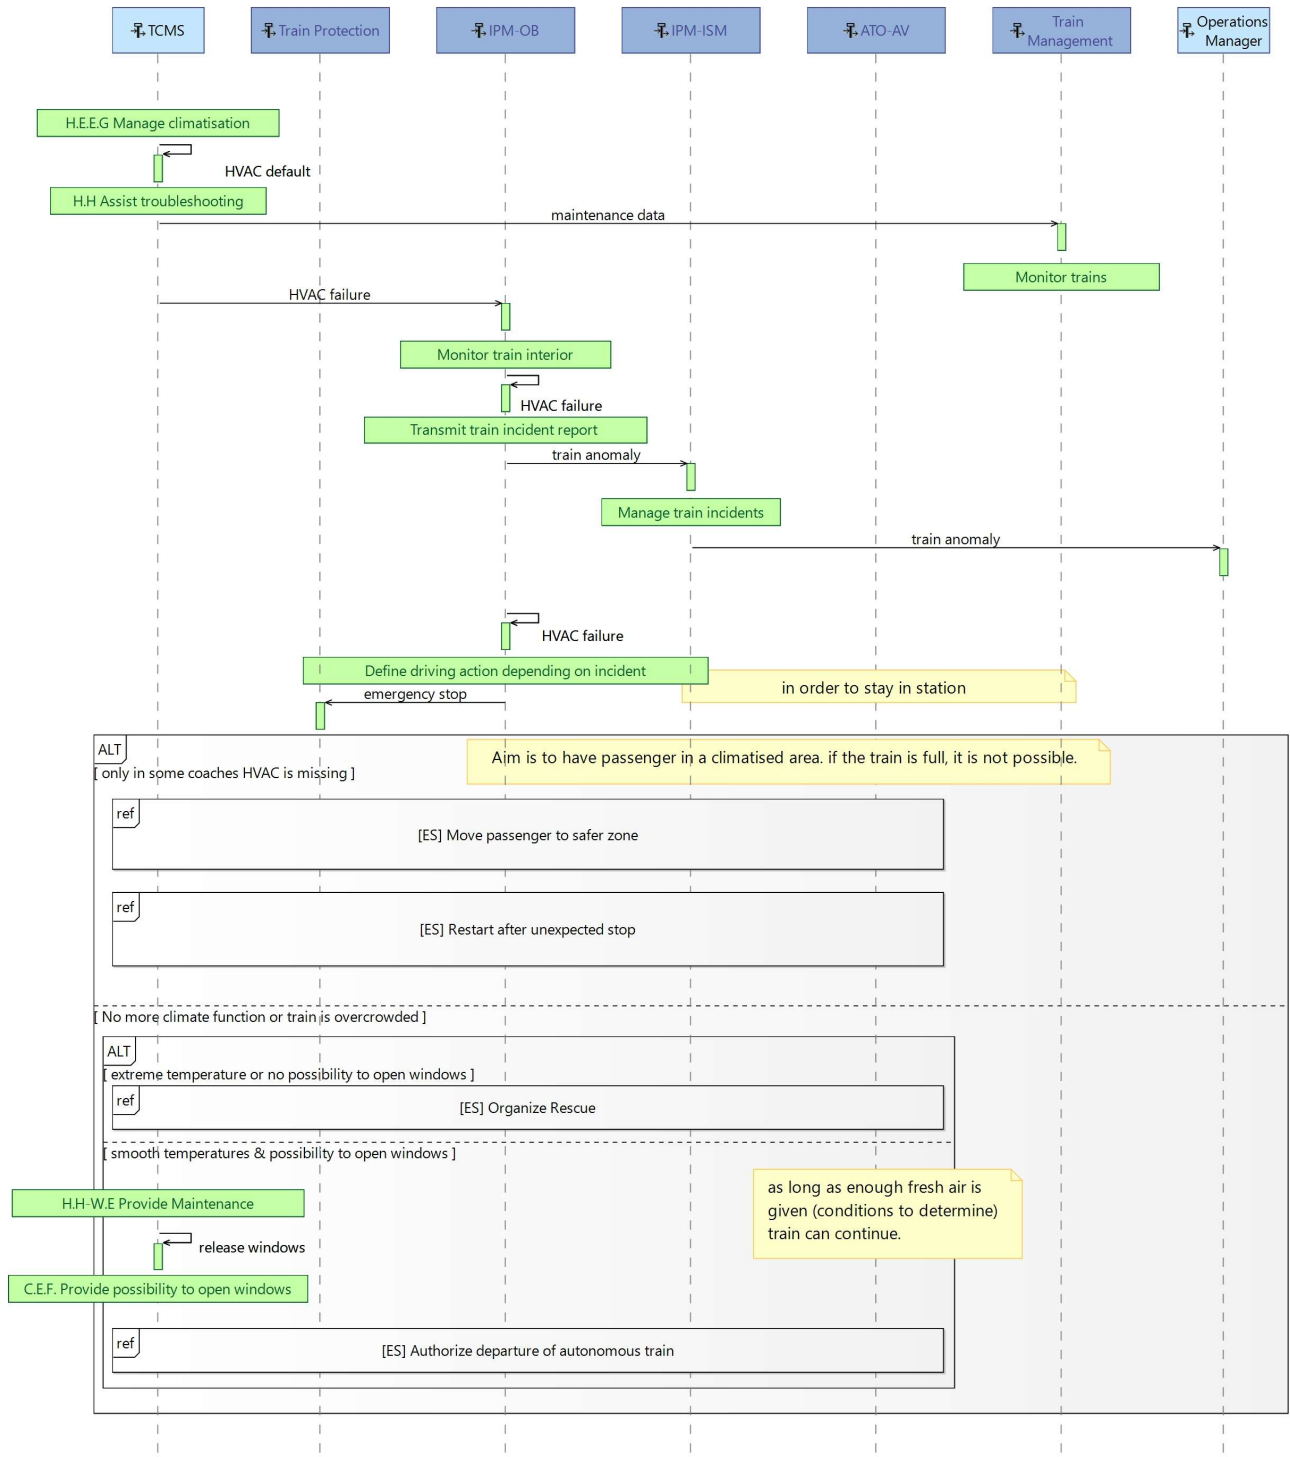 TCMS
Train Protection
IPM-OB
IPM-ISM
ATO-AV
Train
Management
Operations
Manager
H.E.E.G Manage climatisation
HVAC default
H.H Assist troubleshooting
maintenance data
Monitor trains
HVAC failure
Monitor train interior
HVAC failure
Transmit train incident report
train anomaly
Manage train incidents
train anomaly
HVAC failure
Define driving action depending on incident
in order to stay in station
emergency stop
ALT
Aim is to have passenger in a climatised area. if the train is full, it is not possible.
[ only in some coaches HVAC is missing ]
ref
[ES] Move passenger to safer zone
ref
[ES] Restart after unexpected stop
[ No more climate function or train is overcrowded ]
ALT
[ extreme temperature or no possibility to open windows ]
ref
[ES] Organize Rescue
[ smooth temperatures & possibility to open windows ]
as long as enough fresh air is
given (conditions to determine)
train can continue.
H.H-W.E Provide Maintenance
release windows
C.E.F. Provide possibility to open windows
ref
[ES] Authorize departure of autonomous train